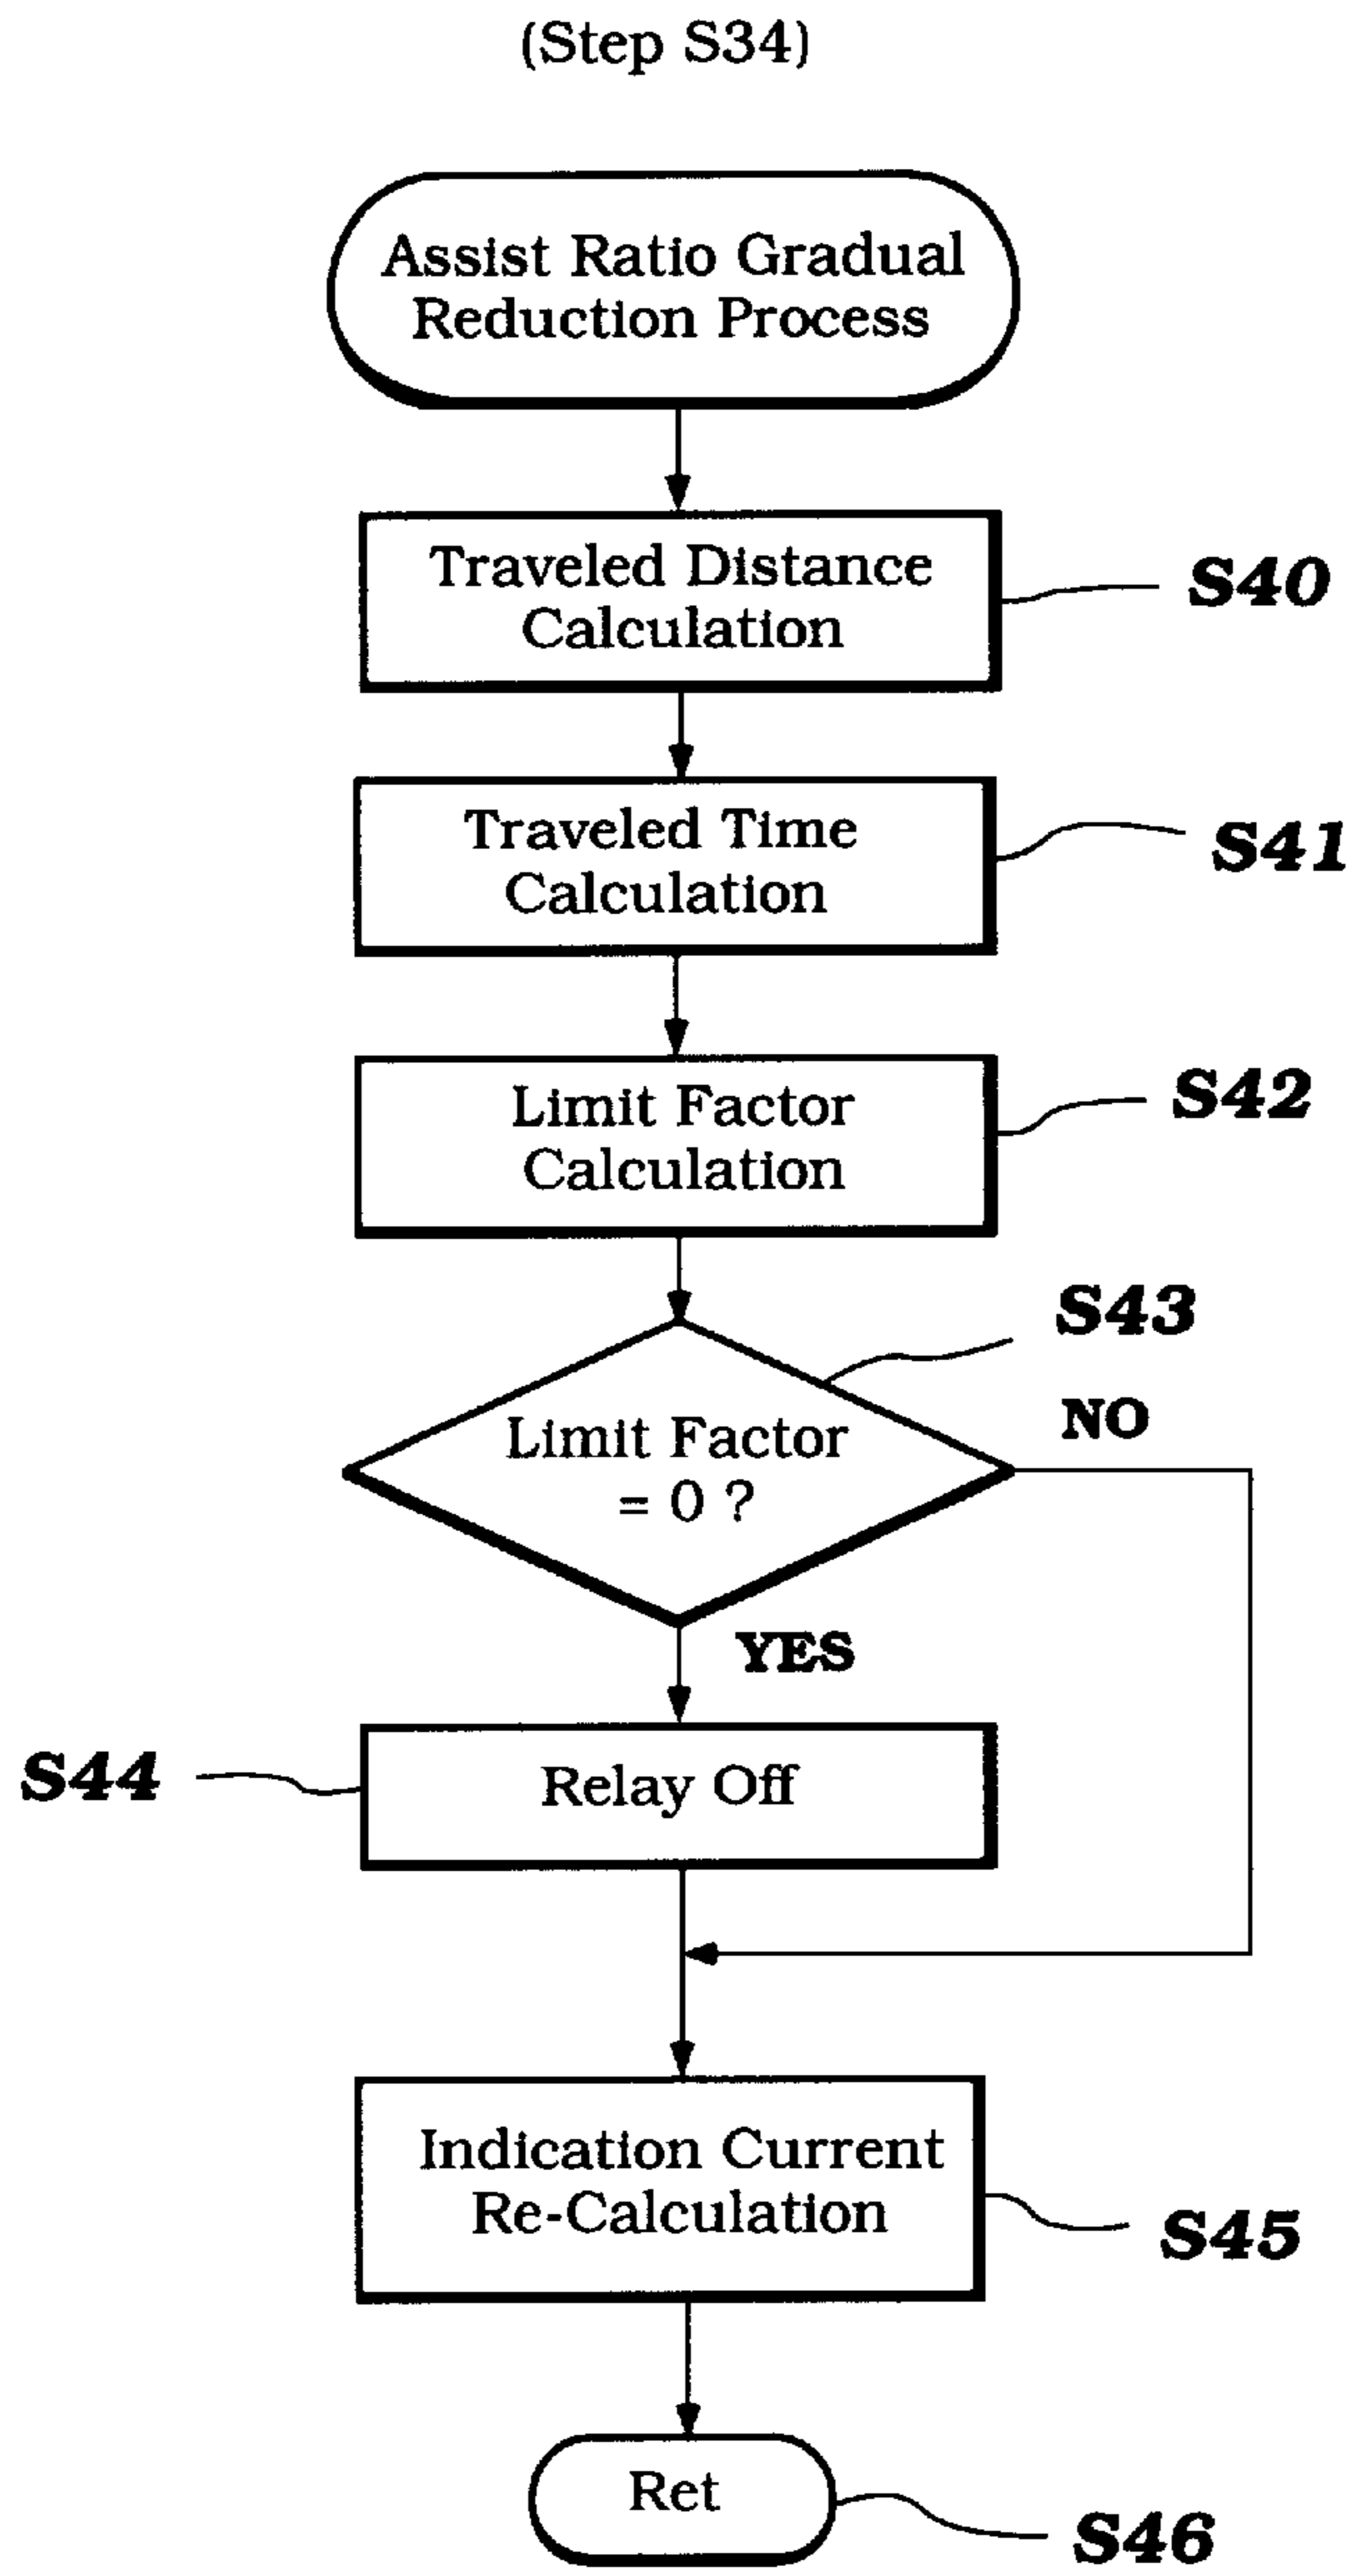 (Step S34)
Assist Ratio Gradual
Reduction Process
Traveled Distance
Calculation
S40
Traveled Time
Calculation
S41
Limit Factor
Calculation
S42
S43
Limit Factor
= 0 ?
NO
YES
S44
Relay Off
Indication Current
Re-Calculation
S45
Ret
S46